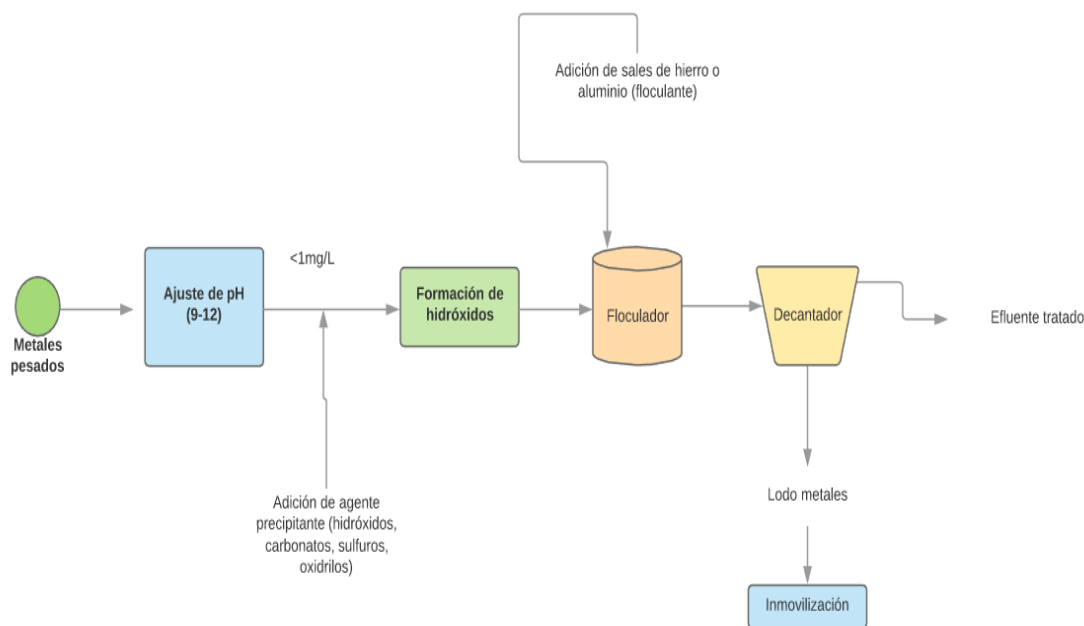 Adición de sales de hierro o
aluminio (floculante)
<1mg/L
Ajuste de pH
(9-12)
Formación de
hidróxidos
Floculador
Decantador
Efluente tratado
Metales
pesados
Adición de agente
precipitante (hidróxidos,
carbonatos, sulfuros,
oxidrilos)
Lodo metales
Inmovilización